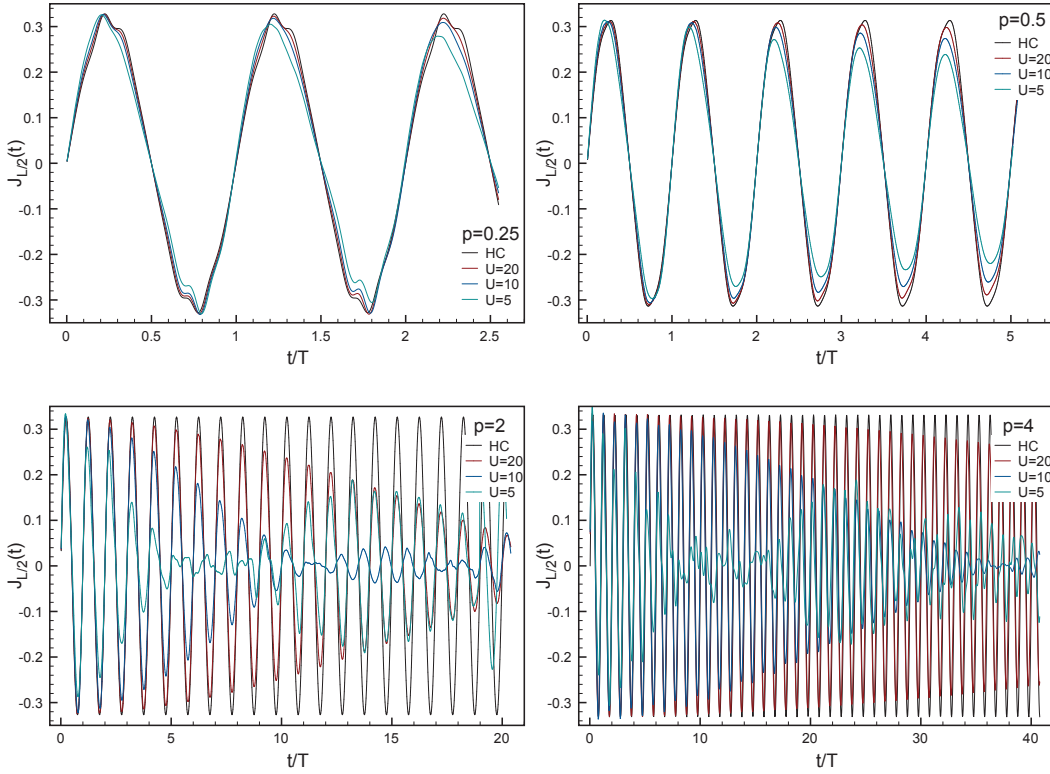 0.3
0.2
0.1
0
-0.1
-0.2
-0.3
J_{L/2}(t)
p=0.25
HC
U=20
U=10
U=5
0.0 0.5 1.0 1.5 2.0 2.5
t/T
0.3
0.2
0.1
0
-0.1
-0.2
-0.3
J_{L/2}(t)
p=0.5
HC
U=20
U=10
U=5
0 1 2 3 4 5
t/T
0.3
0.2
0.1
0
-0.1
-0.2
-0.3
J_{L/2}(t)
p=2
HC
U=20
U=10
U=5
0 5 10 15 20
t/T
0.3
0.2
0.1
0
-0.1
-0.2
-0.3
J_{L/2}(t)
p=4
HC
U=20
U=10
U=5
0 10 20 30 40
t/T